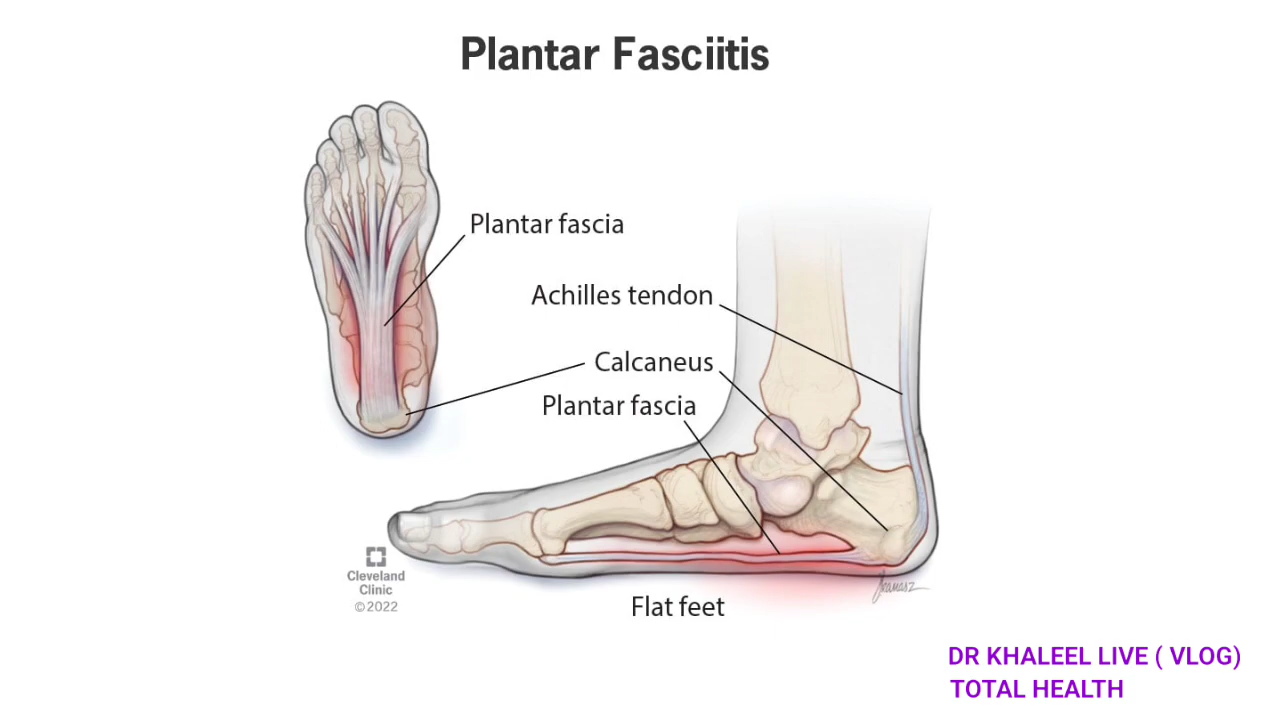 Plantar Fasciitis
Plantar fascia
Achilles tendon
Calcaneus
Plantar fascia
Cleveland
Clinic
©2022
Flat feet
DR KHALEEL LIVE ( VLOG)
TOTAL HEALTH